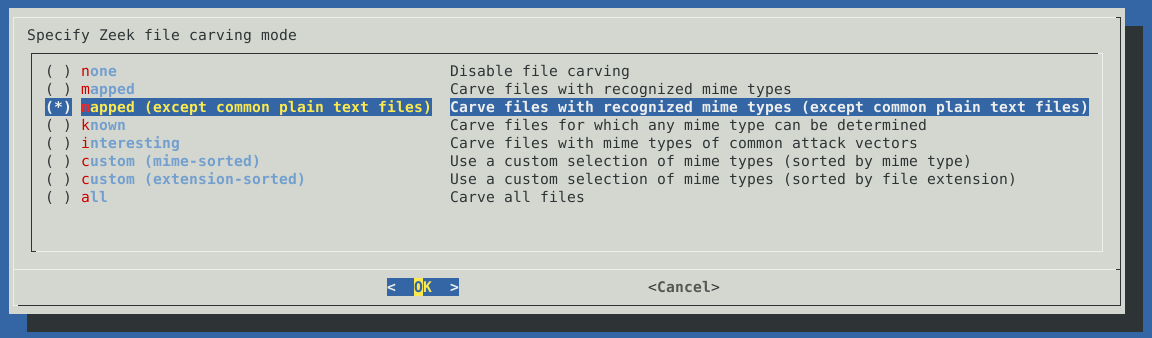 Specify Zeek file carving mode
( ) none Disable file carving
( ) mapped Carve files with recognized mime types
(*) mapped (except common plain text files) Carve files with recognized mime types (except common plain text files)
( ) known Carve files for which any mime type can be determined
( ) interesting Carve files with mime types of common attack vectors
( ) custom (mime-sorted) Use a custom selection of mime types (sorted by mime type)
( ) custom (extension-sorted) Use a custom selection of mime types (sorted by file extension)
( ) all Carve all files
< OK > <Cancel>